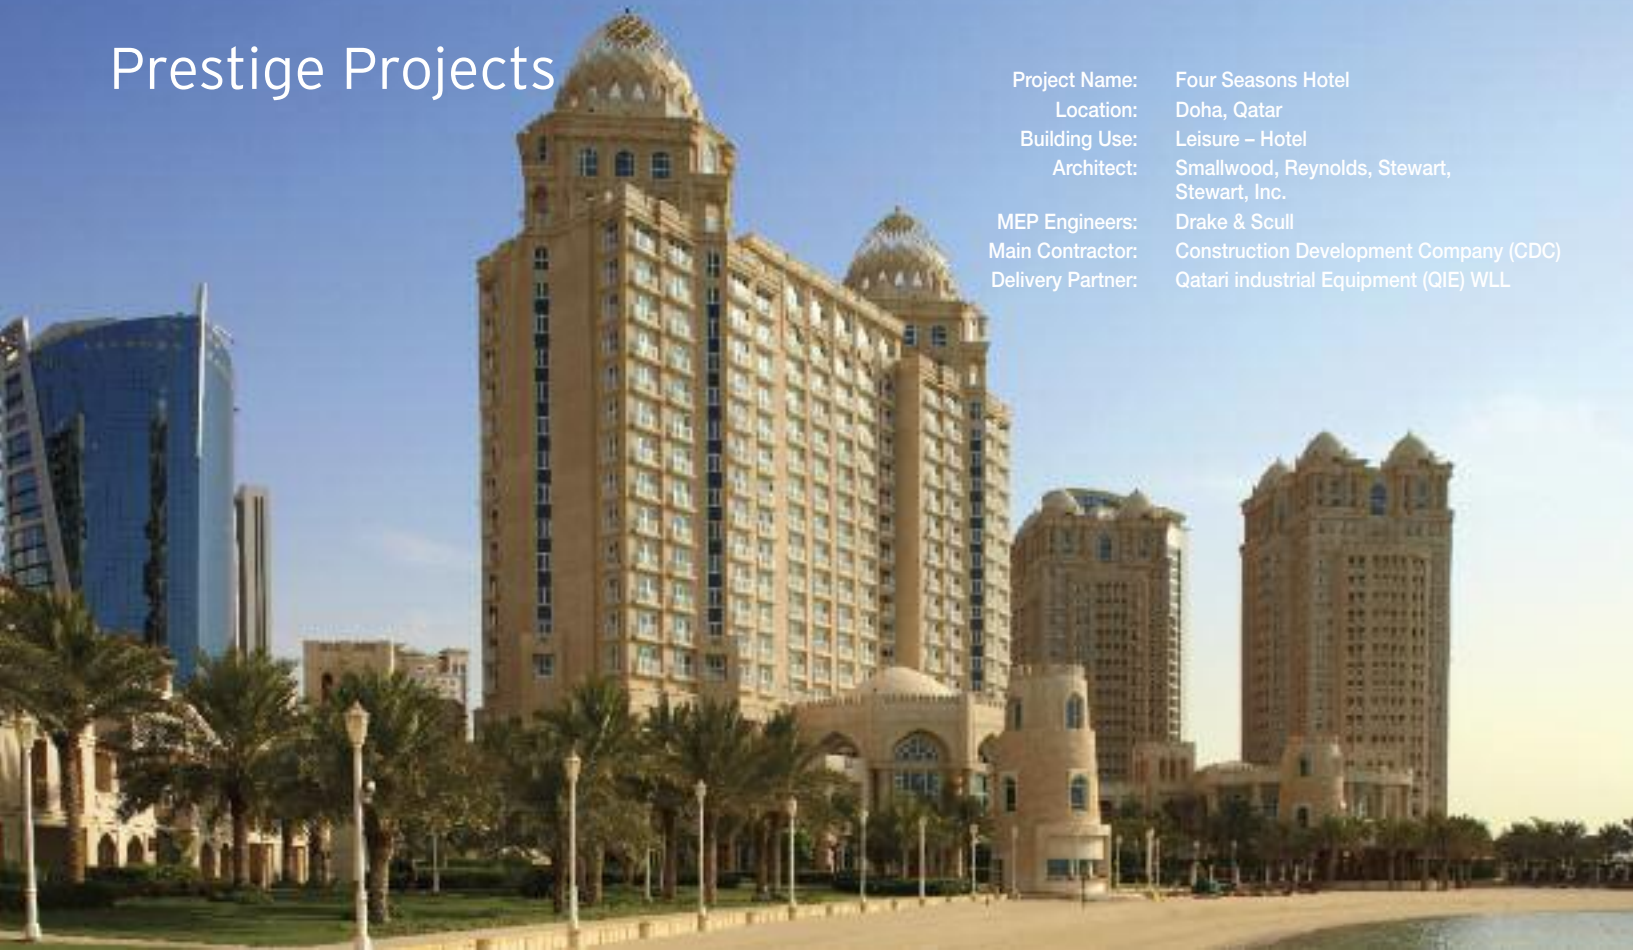 Prestige Projects
Project Name: Four Seasons Hotel
Location: Doha, Qatar
Building Use: Leisure – Hotel
Architect: Smallwood, Reynolds, Stewart,
Stewart, Inc.
MEP Engineers: Drake & Scull
Main Contractor: Construction Development Company (CDC)
Delivery Partner: Qatari industrial Equipment (QIE) WLL